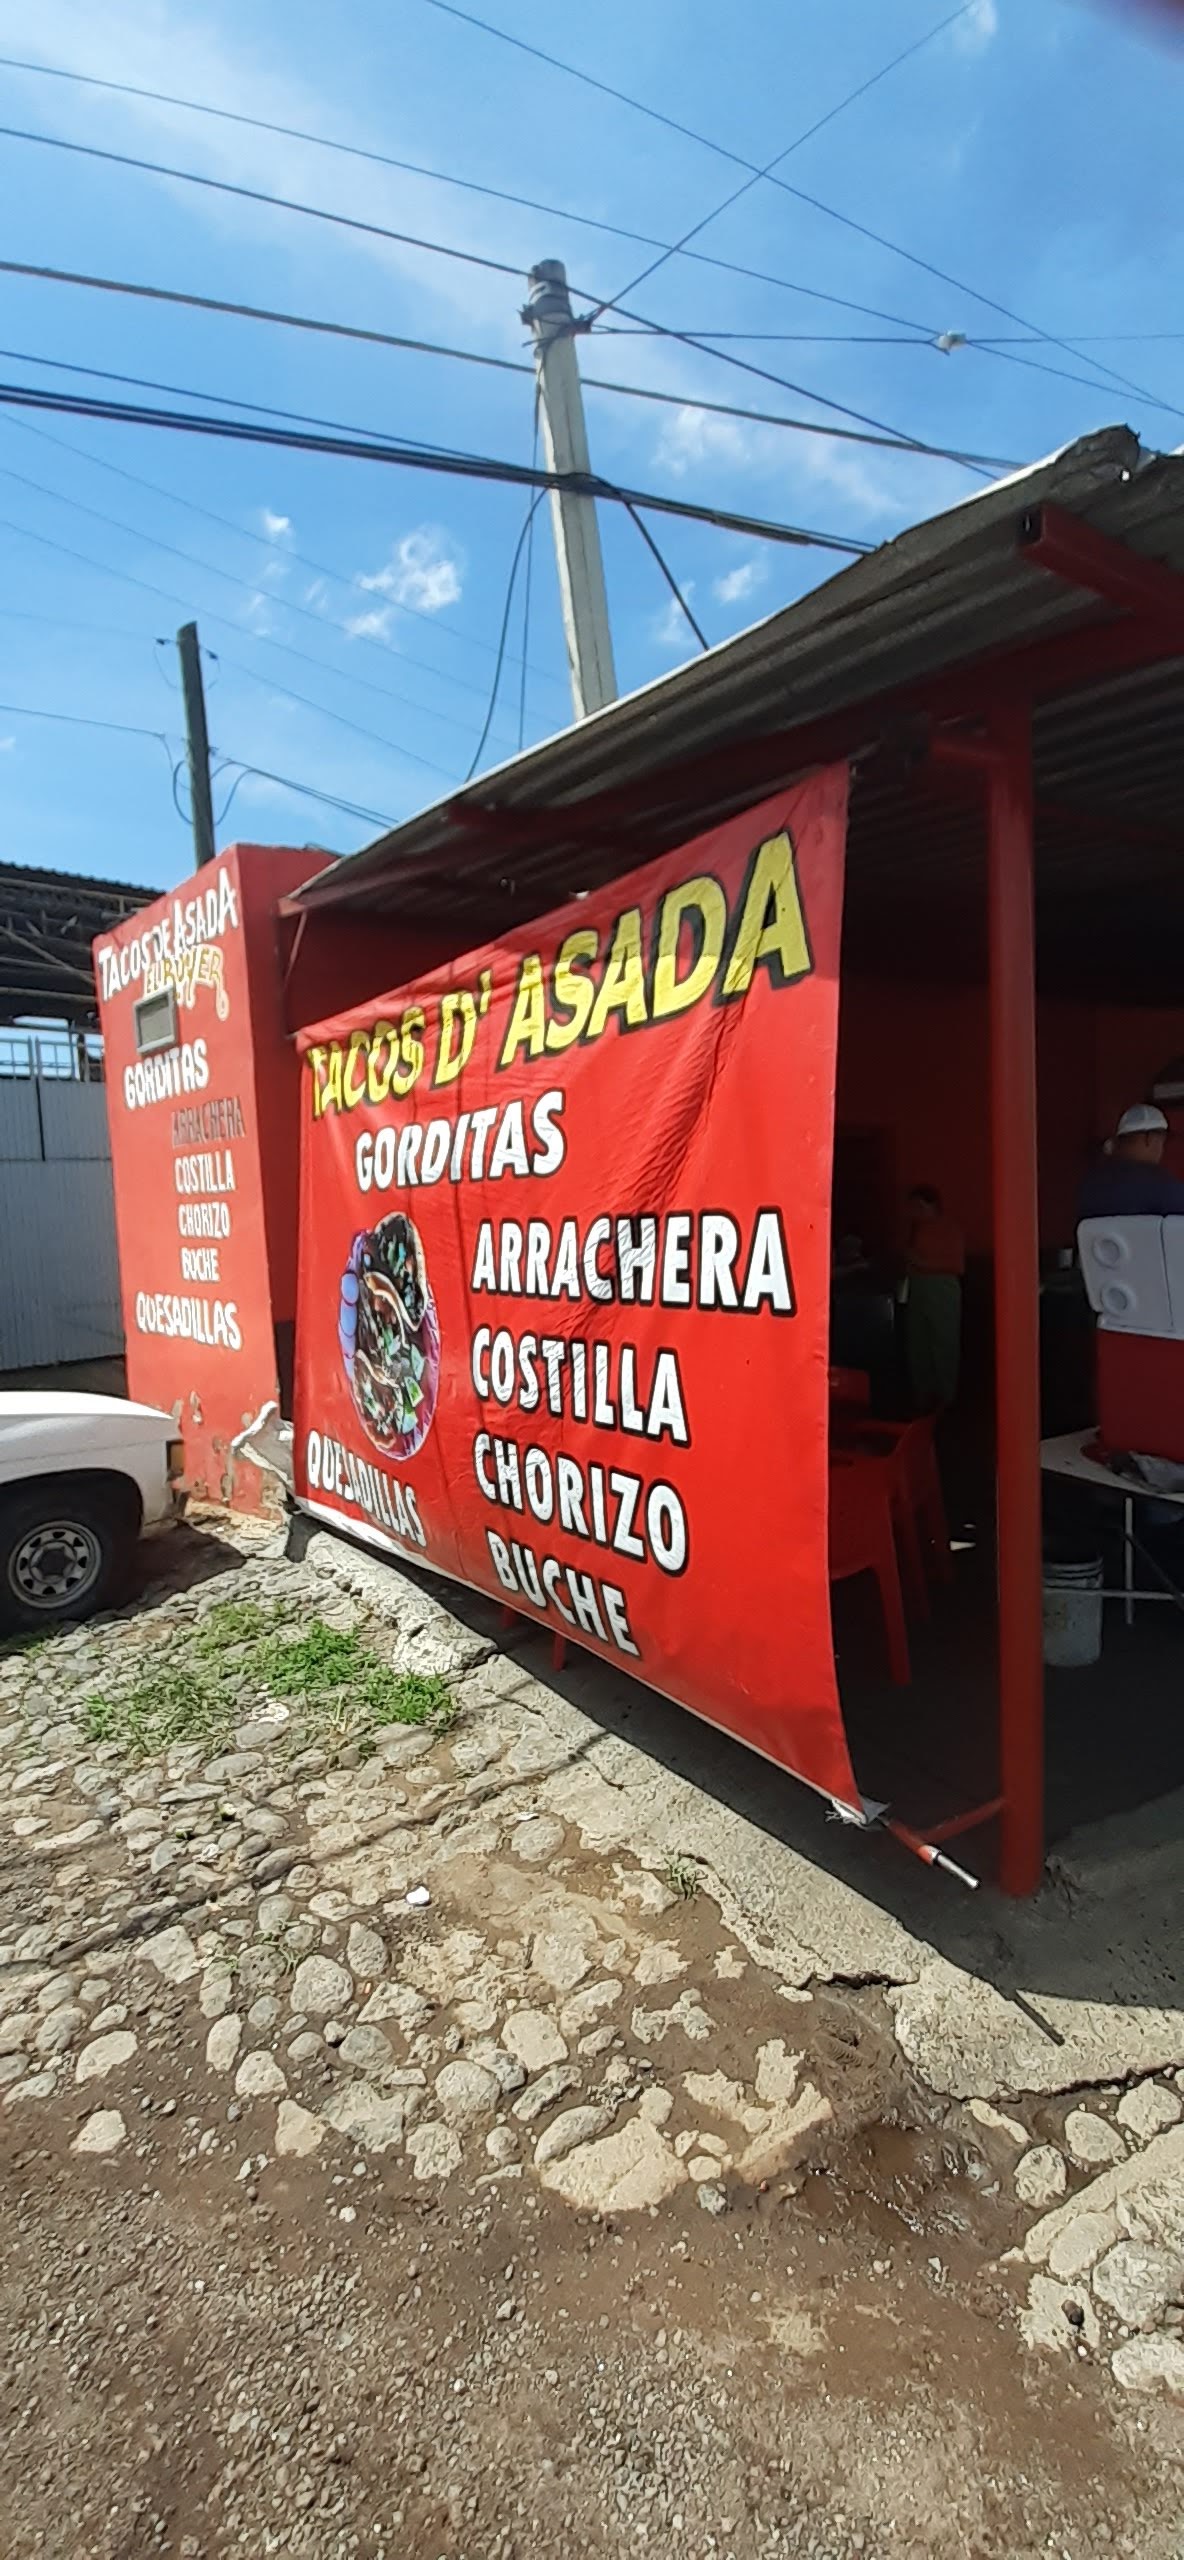 TACOS DE ASADA
GORDITAS
ARRACHERA
COSTILLA
CHORIZO
BUCHE
QUESADILLAS
TACOS D' ASADA
GORDITAS
ARRACHERA
COSTILLA
CHORIZO
BUCHE
QUESADILLAS